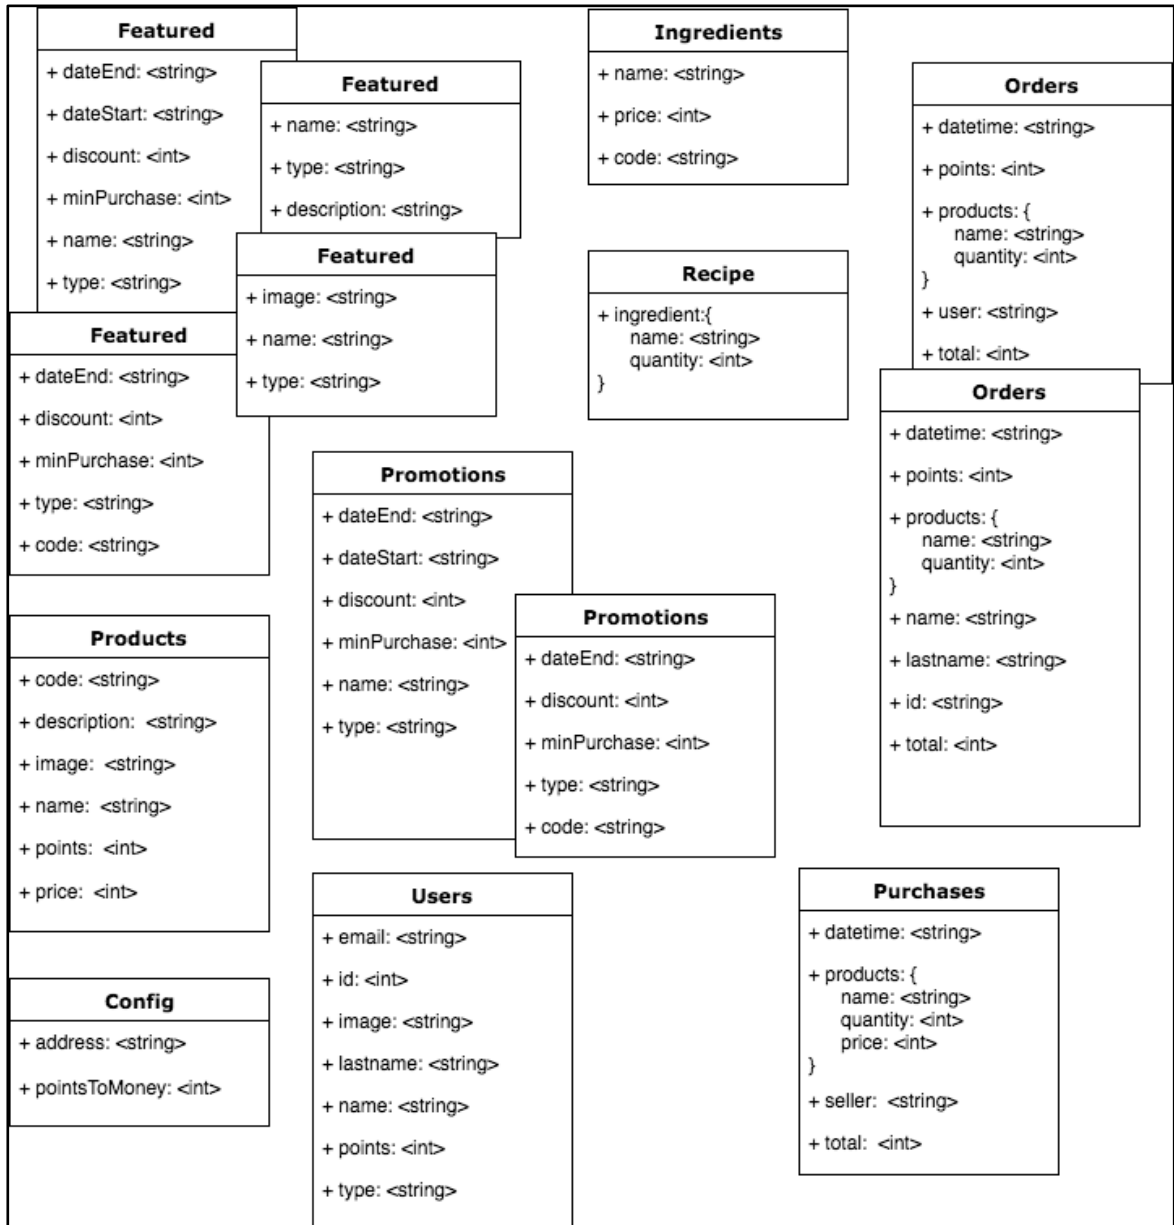 Featured
+ dateEnd: <string>
+ dateStart: <string>
+ discount: <int>
+ minPurchase: <int>
+ name: <string>
+ type: <string>
Featured
+ name: <string>
+ type: <string>
+ description: <string>
Featured
+ image: <string>
+ name: <string>
+ type: <string>
Featured
+ dateEnd: <string>
+ discount: <int>
+ minPurchase: <int>
+ type: <string>
+ code: <string>
Ingredients
+ name: <string>
+ price: <int>
+ code: <string>
Recipe
+ ingredient:{
name: <string>
quantity: <int>
}
Orders
+ datetime: <string>
+ points: <int>
+ products: {
name: <string>
quantity: <int>
}
+ user: <string>
+ total: <int>
Orders
+ datetime: <string>
+ points: <int>
+ products: {
name: <string>
quantity: <int>
}
+ name: <string>
+ lastname: <string>
+ id: <string>
+ total: <int>
Promotions
+ dateEnd: <string>
+ dateStart: <string>
+ discount: <int>
+ minPurchase: <int>
+ name: <string>
+ type: <string>
Promotions
+ dateEnd: <string>
+ discount: <int>
+ minPurchase: <int>
+ type: <string>
+ code: <string>
Products
+ code: <string>
+ description: <string>
+ image: <string>
+ name: <string>
+ points: <int>
+ price: <int>
Users
+ email: <string>
+ id: <int>
+ image: <string>
+ lastname: <string>
+ name: <string>
+ points: <int>
+ type: <string>
Purchases
+ datetime: <string>
+ products: {
name: <string>
quantity: <int>
price: <int>
}
+ seller: <string>
+ total: <int>
Config
+ address: <string>
+ pointsToMoney: <int>